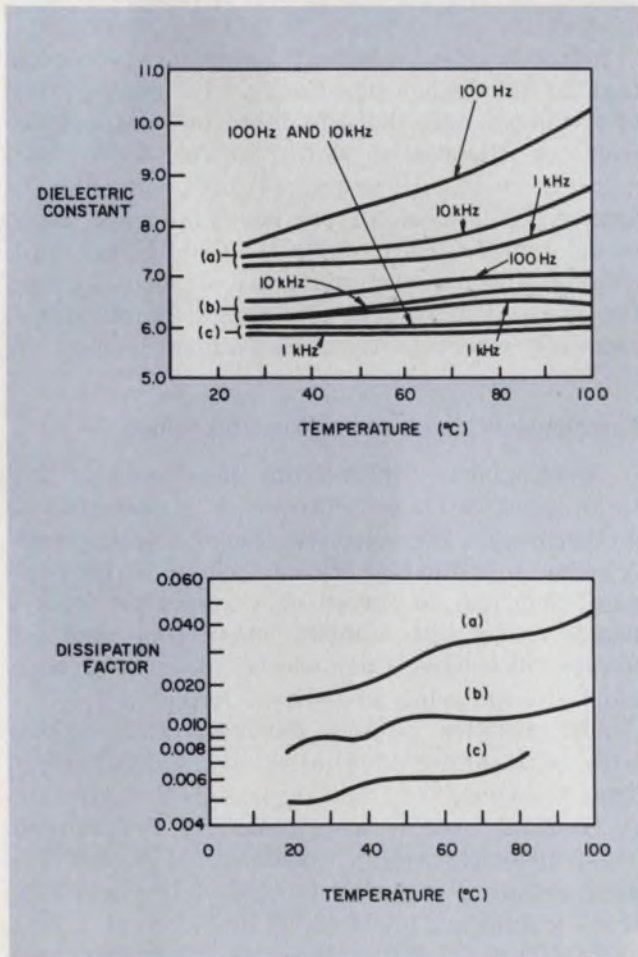 11.0
10.0
9.0
8.0
7.0
6.0
5.0
DIELECTRIC
CONSTANT
100 Hz
100 Hz AND 10 kHz
10 kHz
1 kHz
(a)
100 Hz
10 kHz
(b)
(c)
1 kHz
1 kHz
20 40 60 80 100
TEMPERATURE (°C)
0.060
0.040
0.020
0.010
0.008
0.006
0.004
DISSIPATION
FACTOR
(a)
(b)
(c)
0 20 40 60 80 100
TEMPERATURE (°C)